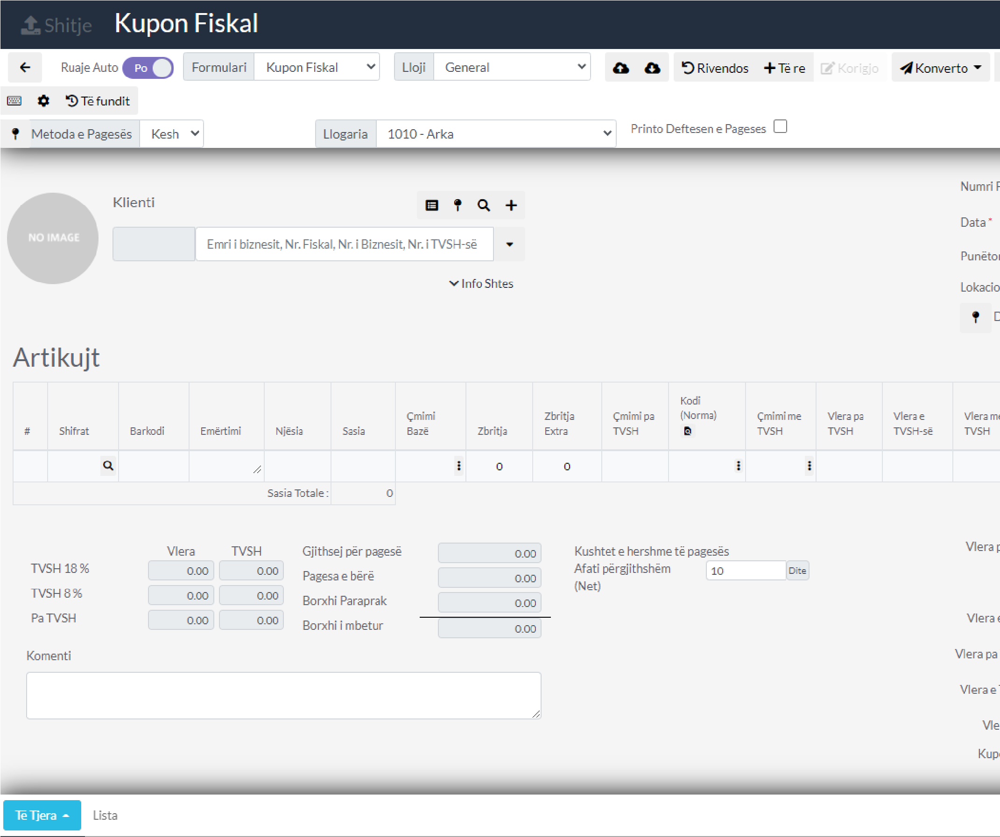 Shitje Kupon Fiskal
Ruaje Auto Po Formulari Kupon Fiskal Lloji General Rivendos Të re Korigjo Konverto
Të fundit
Metoda e Pagesës Kesh Llogaria 1010 - Arka Printo Deftesen e Pageses
Numri
Klienti
Data *
NO IMAGE
Emri i biznesit, Nr. Fiskal, Nr. i Biznesit, Nr. i TVSH-së
Info Shtes
Artikujt
# Shifrat Barkodi Emërtimi Njësia Sasia Çmimi Bazë Zbritja Zbritja Extra Çmimi pa TVSH Kodi (Norma) Çmimi me TVSH Vlera pa TVSH Vlera e TVSH-së Vlera me TVSH
0 0
Sasia Totale : 0
Vlera TVSH
TVSH 18 % 0.00 0.00
TVSH 8 % 0.00 0.00
Pa TVSH 0.00 0.00
Gjithsej për pagesë 0.00
Pagesa e bërë 0.00
Borxhi Paraprak 0.00
Borxhi i mbetur 0.00
Kushtet e hershme të pagesës
Afati përgjithshëm 10 Dite
(Net)
Vlera
Vlera
Vlera pa
Vlera e
Komenti
Të Tjera Lista